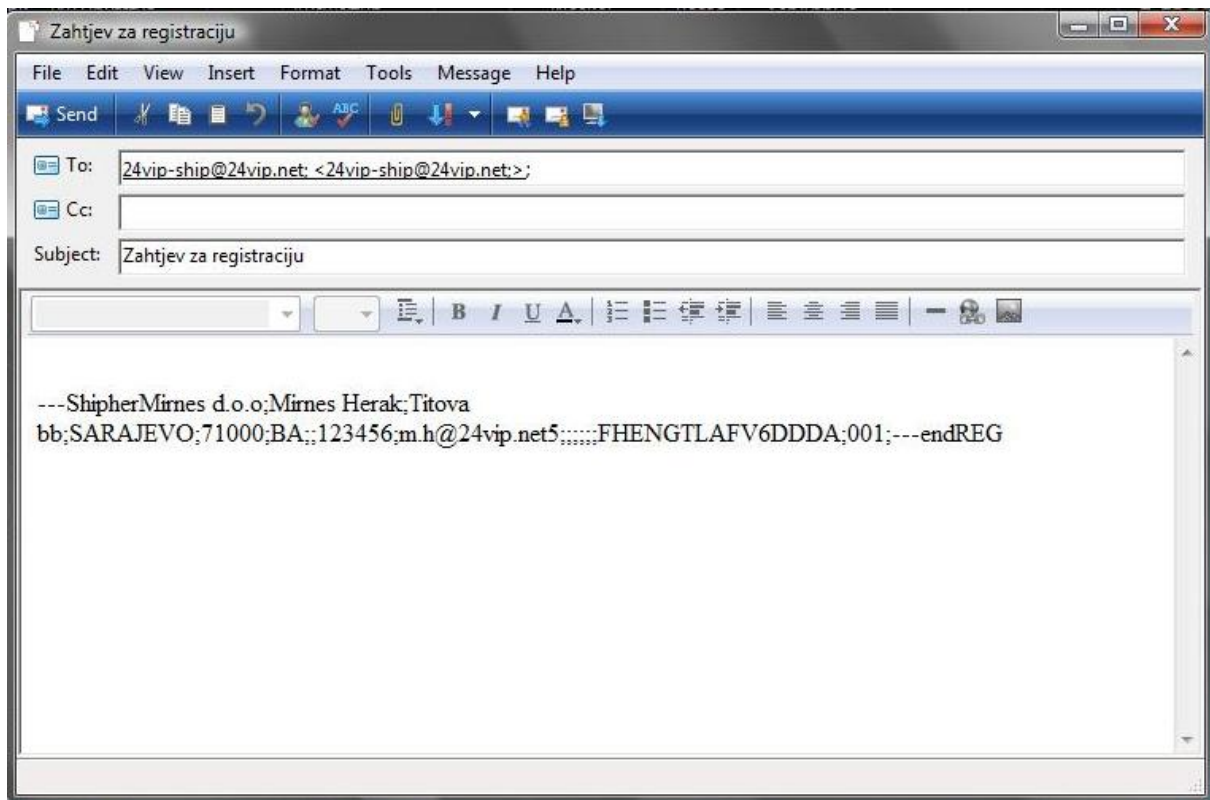 Zahtjev za registraciju
File Edit View Insert Format Tools Message Help
Send ABC
To: 24vip-ship@24vip.net; <24vip-ship@24vip.net;>;
Cc:
Subject: Zahtjev za registraciju
B I U A
---ShipherMirnes d.o.o;Mirnes Herak;Titova
bb;SARAJEVO;71000;BA;;123456;m.h@24vip.net5;;;;;;FHENGTLAFV6DDDA;001;---endREG